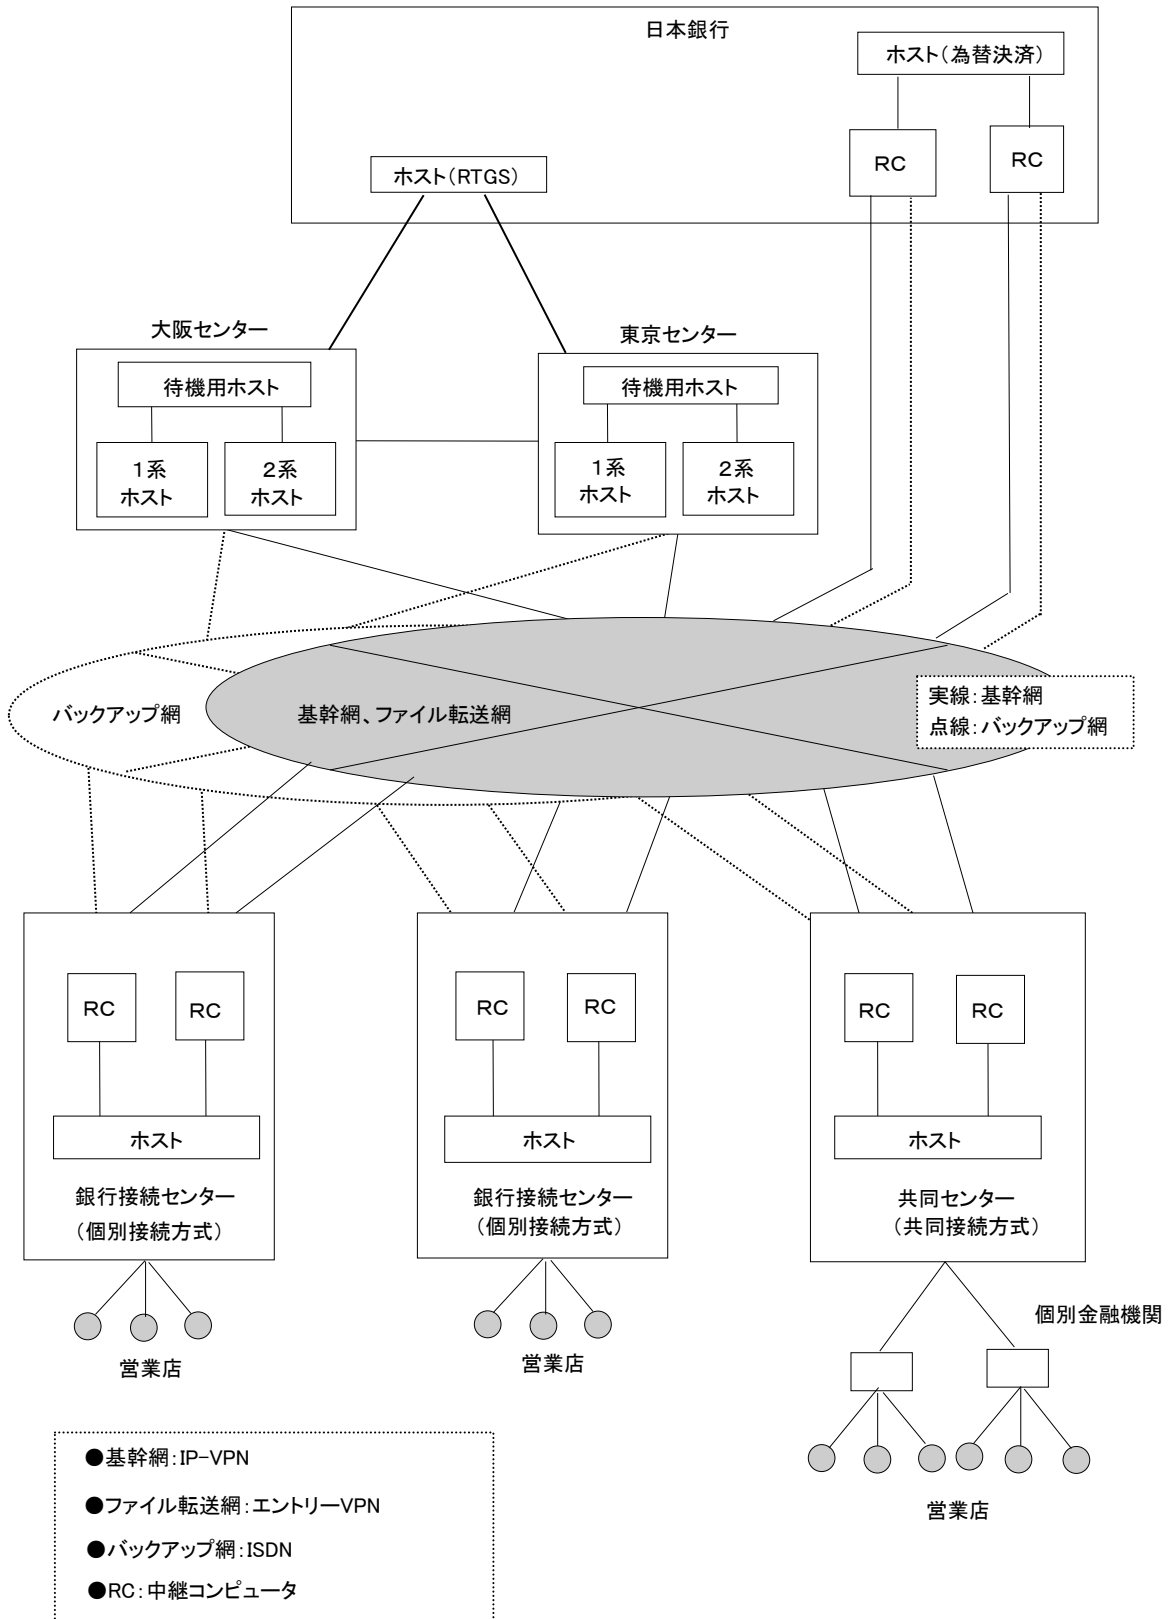 日本銀行
ホスト(為替決済)
RC
RC
ホスト(RTGS)
大阪センター
東京センター
待機用ホスト
待機用ホスト
1系
ホスト
2系
ホスト
1系
ホスト
2系
ホスト
バックアップ網
基幹網、ファイル転送網
実線:基幹網
点線:バックアップ網
RC
RC
RC
RC
RC
RC
ホスト
ホスト
ホスト
銀行接続センター
(個別接続方式)
銀行接続センター
(個別接続方式)
共同センター
(共同接続方式)
個別金融機関
営業店
営業店
営業店
●基幹網:IP-VPN
●ファイル転送網:エントリーVPN
●バックアップ網:ISDN
●RC:中継コンピュータ